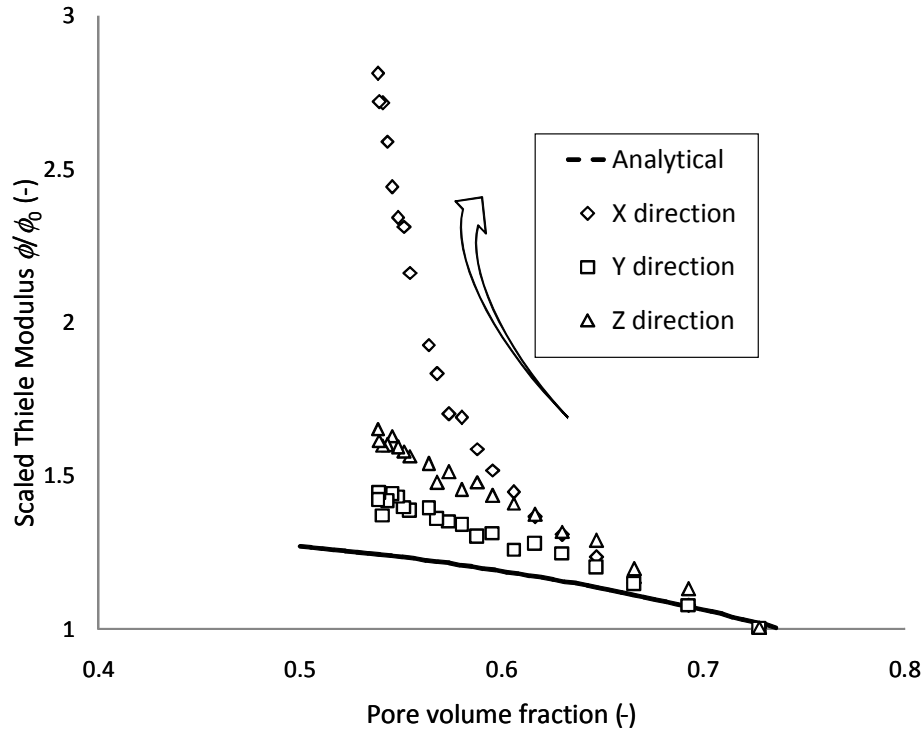 3
2.5
2
1.5
1
Scaled Thiele Modulus ϕ/ϕ₀ (-)
Analytical
X direction
Y direction
Z direction
0.4 0.5 0.6 0.7 0.8
Pore volume fraction (-)